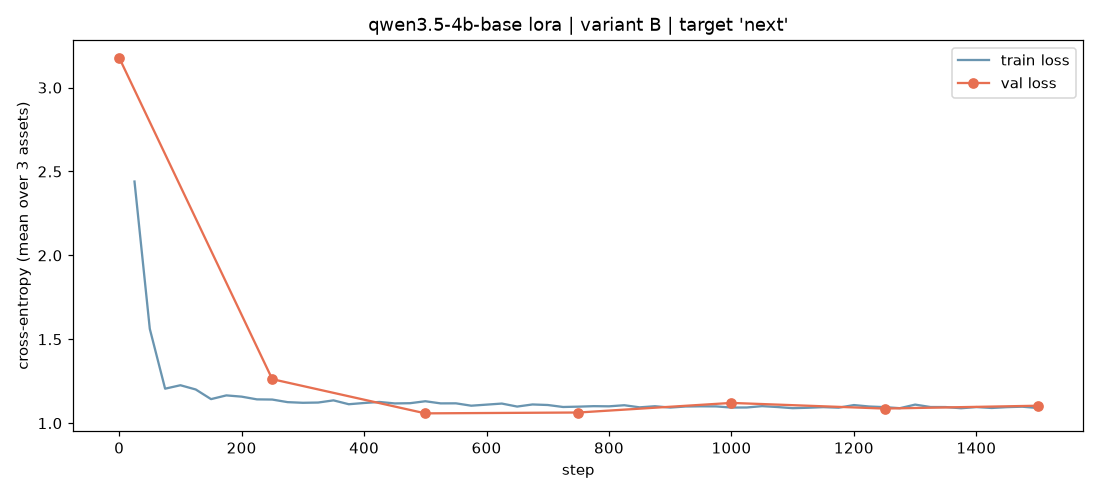 qwen3.5-4b-base lora | variant B | target 'next'
train loss
val loss
cross-entropy (mean over 3 assets)
3.0
2.5
2.0
1.5
1.0
0 200 400 600 800 1000 1200 1400
step